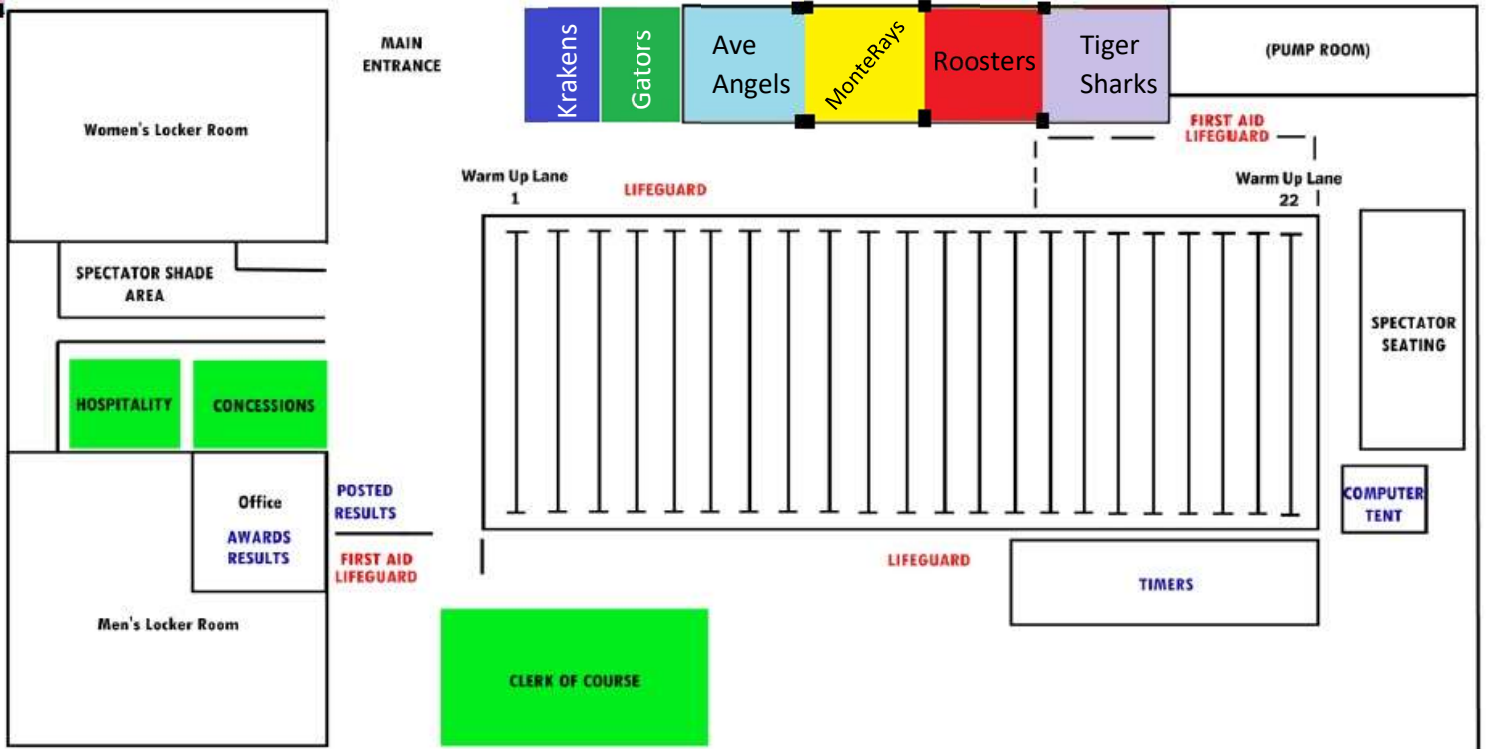 MAIN
ENTRANCE
Krakens
Gators
Ave
Angels
MonteRays
Roosters
Tiger
Sharks
(PUMP ROOM)
Women's Locker Room
FIRST AID
LIFEGUARD
Warm Up Lane
1
LIFEGUARD
Warm Up Lane
22
SPECTATOR SHADE
AREA
SPECTATOR
SEATING
HOSPITALITY
CONCESSIONS
Office
AWARDS
RESULTS
POSTED
RESULTS
FIRST AID
LIFEGUARD
COMPUTER
TENT
LIFEGUARD
TIMERS
Men's Locker Room
CLERK OF COURSE